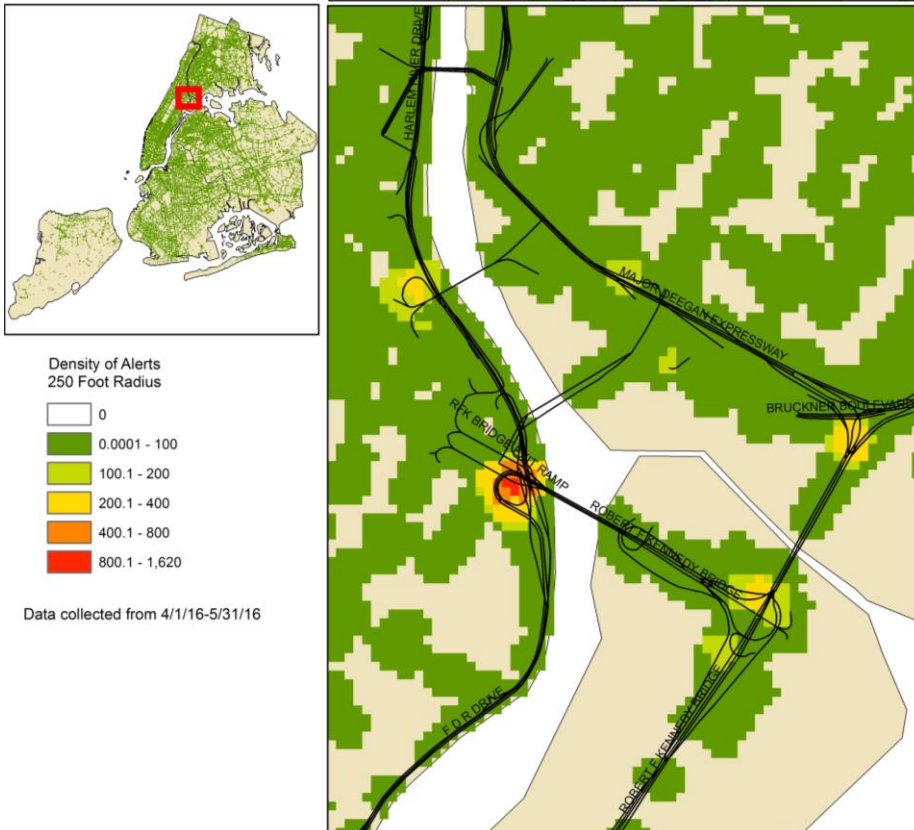 Density of Alerts
250 Foot Radius
0
0.0001 - 100
100.1 - 200
200.1 - 400
400.1 - 800
800.1 - 1,620
Data collected from 4/1/16-5/31/16
HARLEM RIVER DRIVE
MAJOR DEEGAN EXPRESSWAY
BRUCKNER BOULEVARD
RFK BRIDGE EXIT RAMP
ROBERT F KENNEDY BRIDGE
ROBERT F KENNEDY BRIDGE
F D R DRIVE